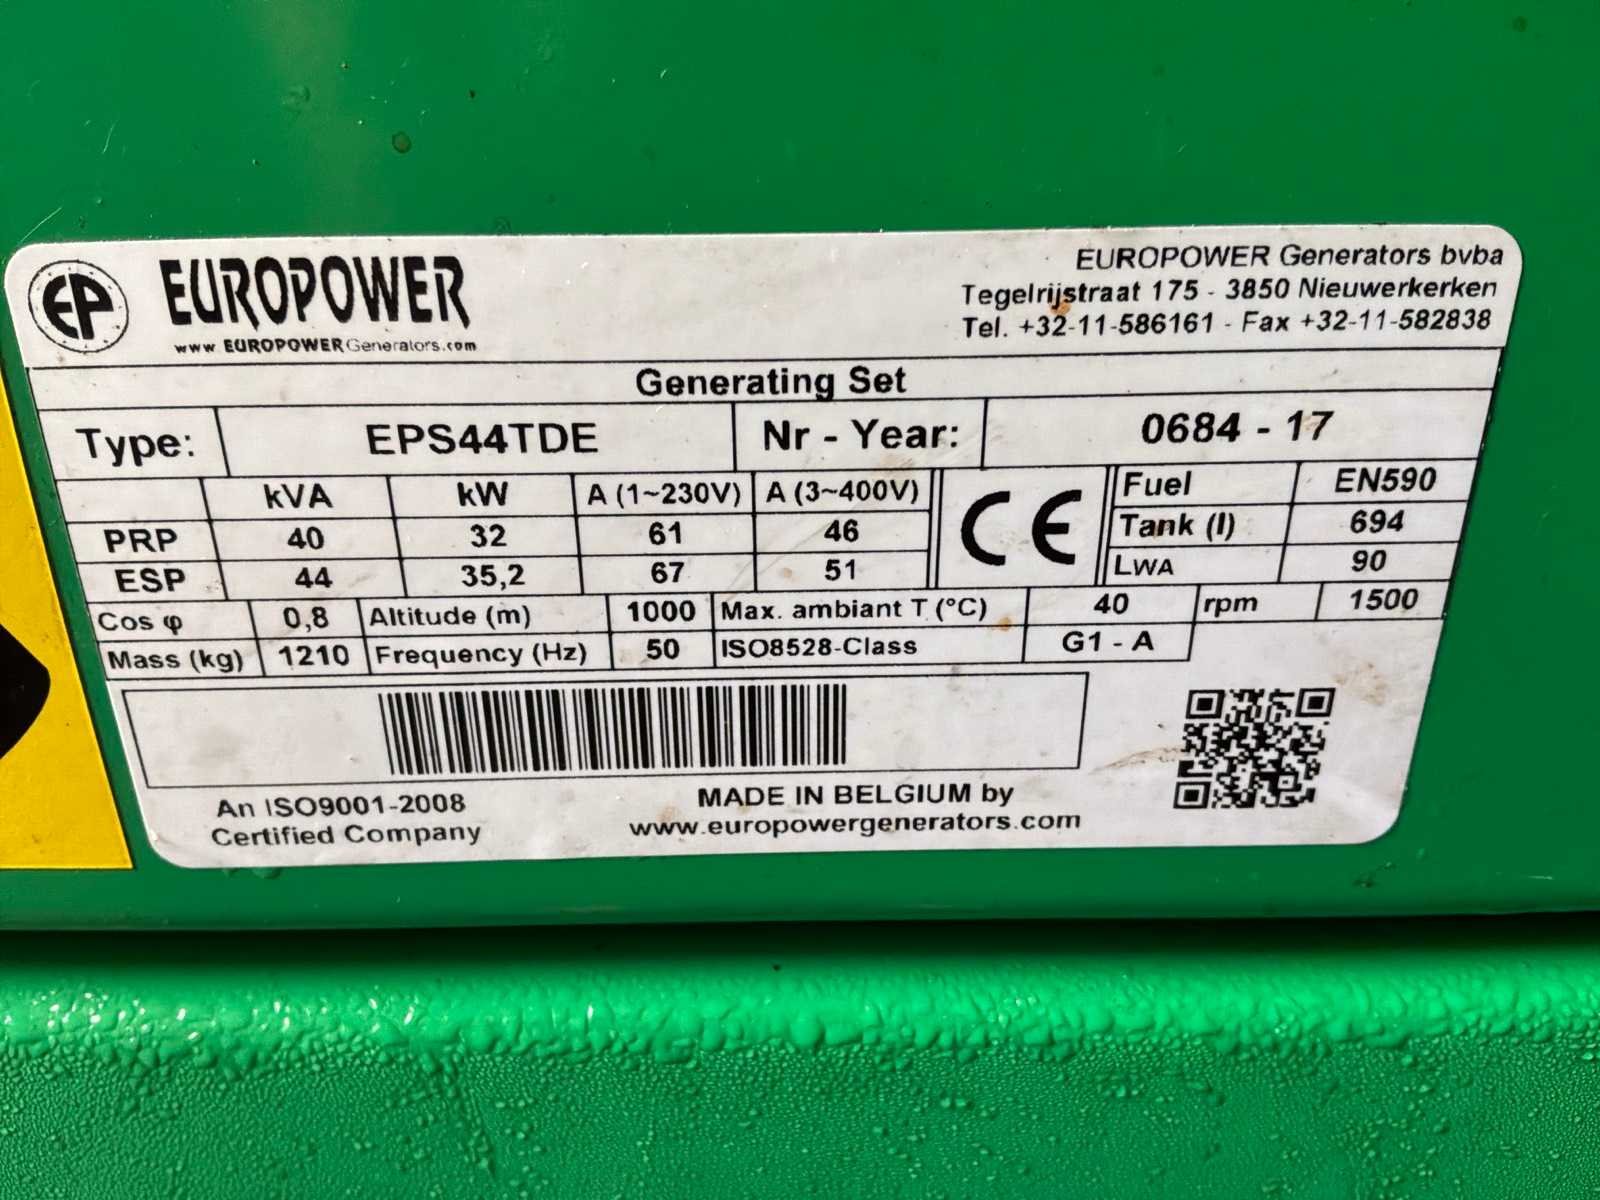 EP EUROPOWER
www.EUROPOWERGenerators.com
EUROPOWER Generators bvba
Tegelrijstraat 175 - 3850 Nieuwerkerken
Tel. +32-11-586161 - Fax +32-11-582838
Generating Set
Type: EPS44TDE Nr - Year: 0684 - 17
kVA kW A (1~230V) A (3~400V)
PRP 40 32 61 46
ESP 44 35,2 67 51
CE
Fuel EN590
Tank (l) 694
LWA 90
Cos φ 0,8 Altitude (m) 1000 Max. ambiant T (°C) 40 rpm 1500
Mass (kg) 1210 Frequency (Hz) 50 ISO8528-Class G1 - A
An ISO9001-2008
Certified Company
MADE IN BELGIUM by
www.europowergenerators.com